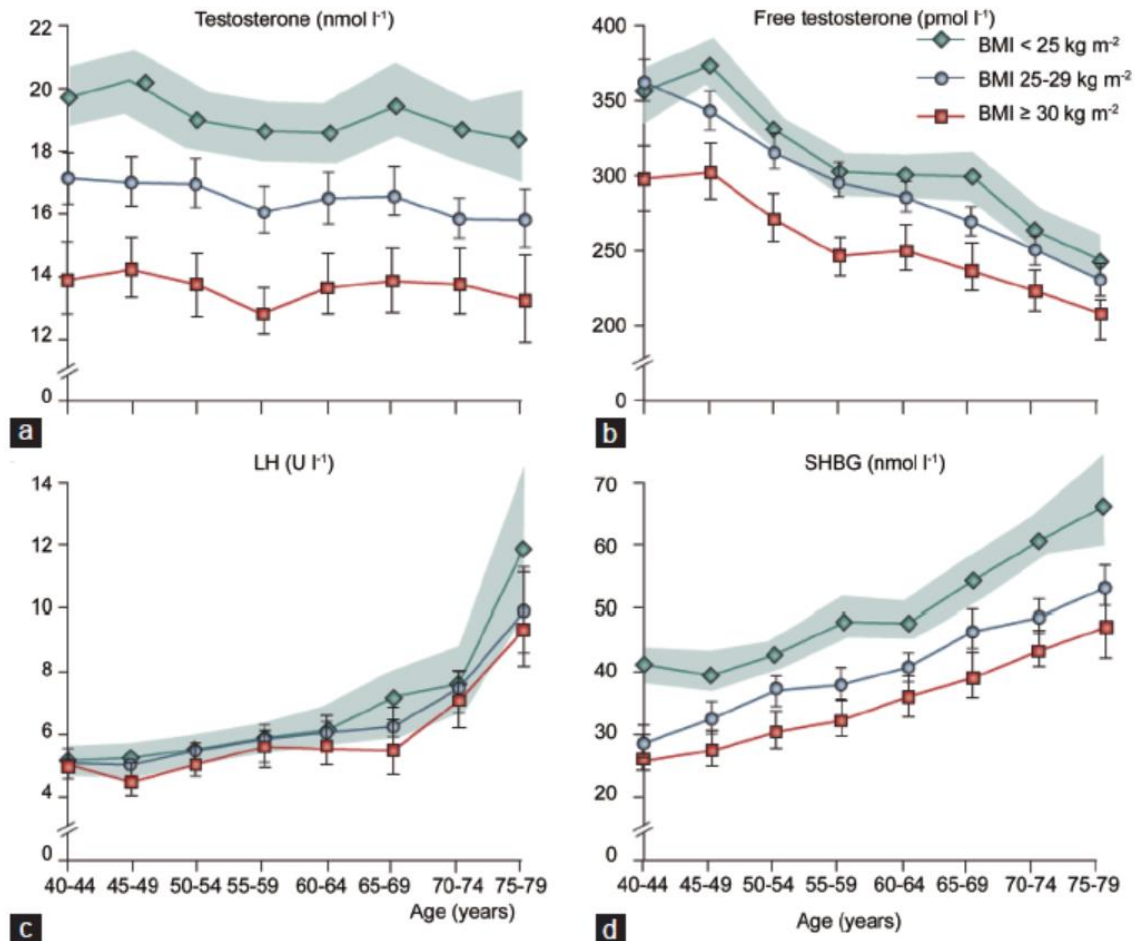 Testosterone (nmol l⁻¹)
22
20
18
16
14
12
0
a
Free testosterone (pmol l⁻¹)
400
350
300
250
200
0
b
BMI < 25 kg m⁻²
BMI 25-29 kg m⁻²
BMI ≥ 30 kg m⁻²
LH (U l⁻¹)
14
12
10
8
6
4
0
40-44 45-49 50-54 55-59 60-64 65-69 70-74 75-79
Age (years)
c
SHBG (nmol l⁻¹)
70
60
50
40
30
20
0
40-44 45-49 50-54 55-59 60-64 65-69 70-74 75-79
Age (years)
d